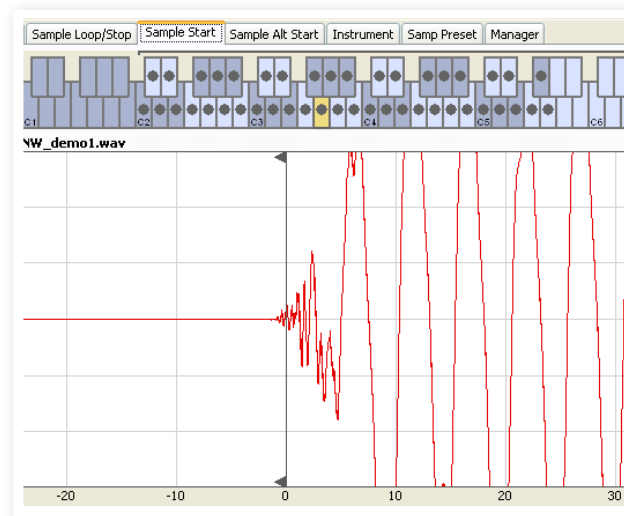 Sample Loop/Stop Sample Start Sample Alt Start Instrument Samp Preset Manager
C1 C2 C3 C4 C5 C6
NW_demo1.wav
-20 -10 0 10 20 30